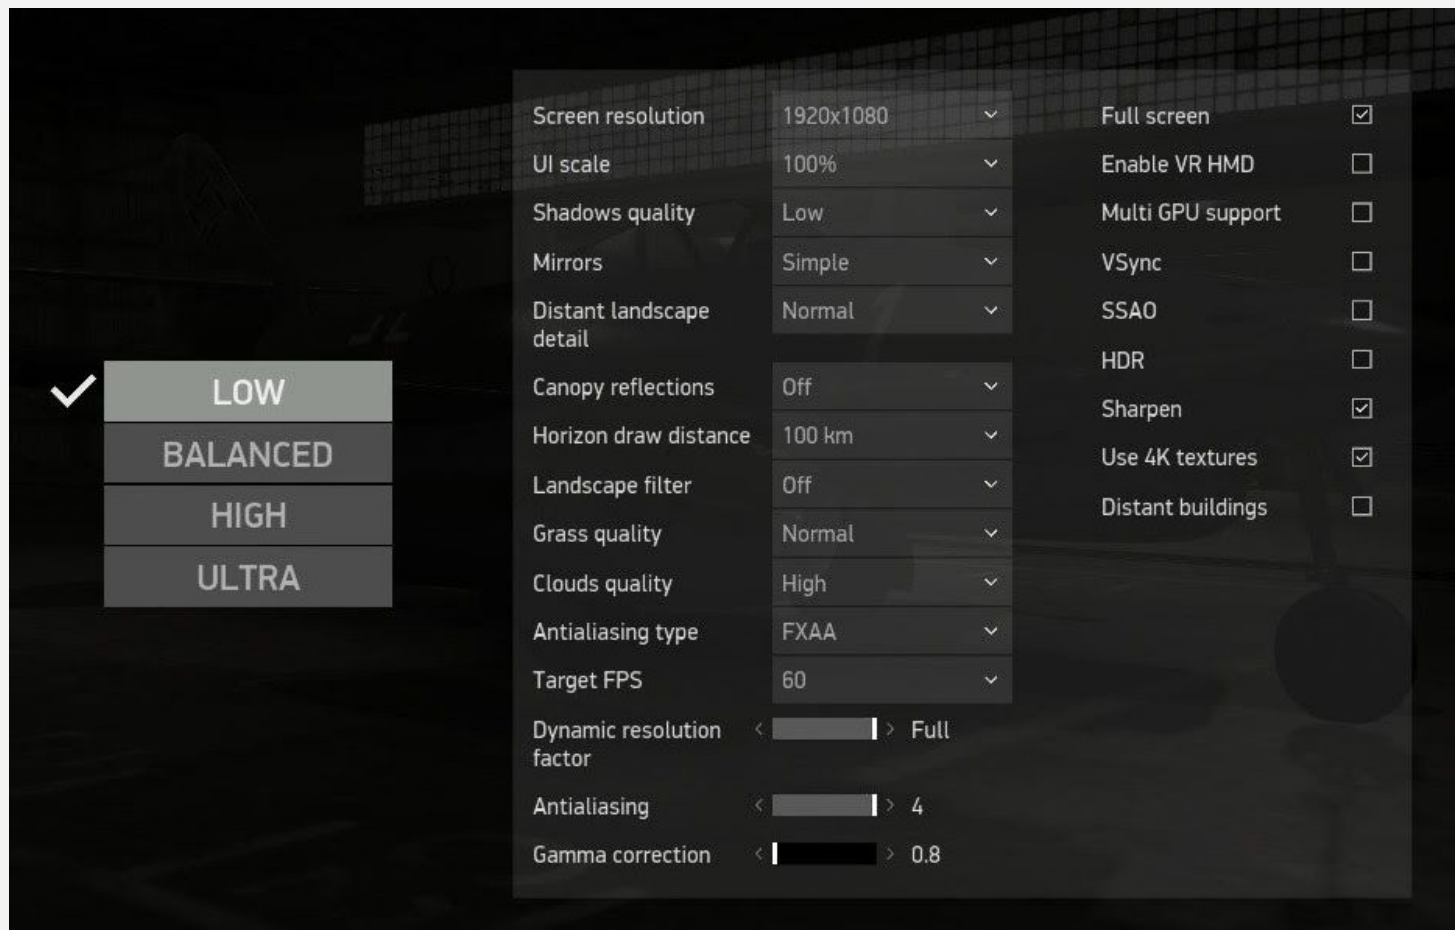 LOW
BALANCED
HIGH
ULTRA
Screen resolution 1920x1080
UI scale 100%
Shadows quality Low
Mirrors Simple
Distant landscape Normal
detail
Canopy reflections Off
Horizon draw distance 100 km
Landscape filter Off
Grass quality Normal
Clouds quality High
Antialiasing type FXAA
Target FPS 60
Dynamic resolution Full
factor
Antialiasing 4
Gamma correction 0.8
Full screen
Enable VR HMD
Multi GPU support
VSync
SSAO
HDR
Sharpen
Use 4K textures
Distant buildings